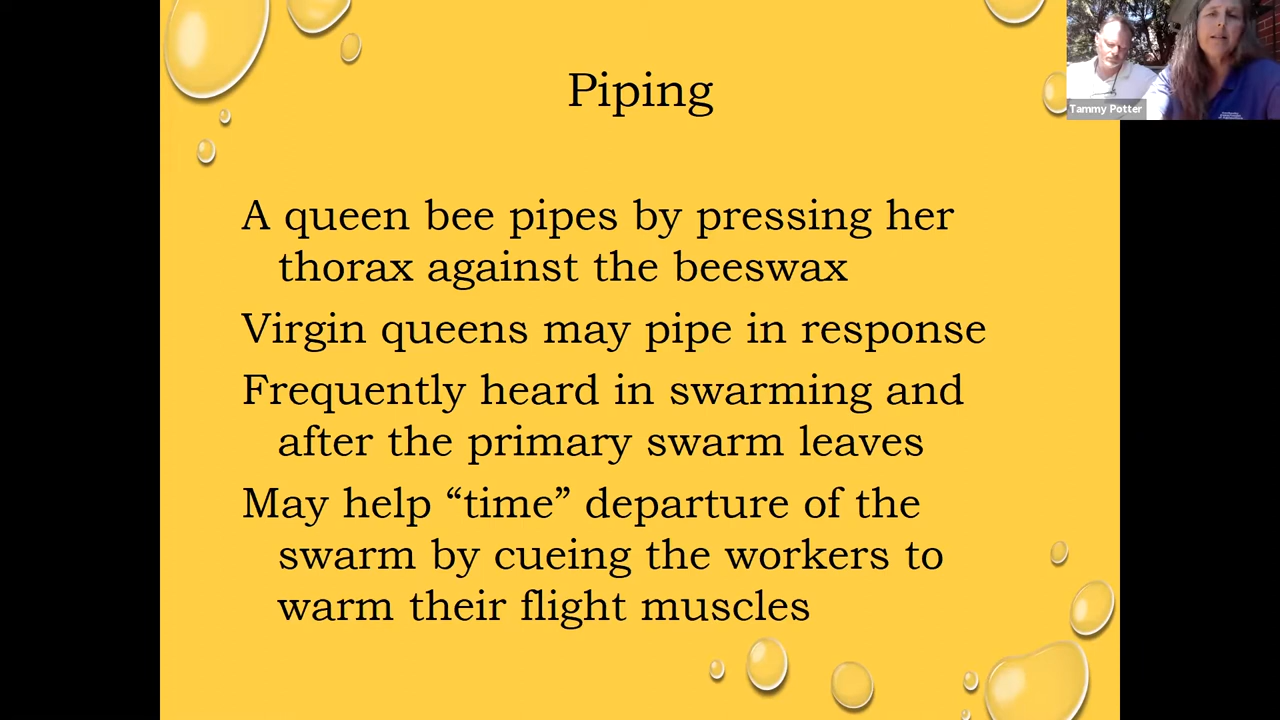 Piping
Tammy Potter
A queen bee pipes by pressing her
thorax against the beeswax
Virgin queens may pipe in response
Frequently heard in swarming and
after the primary swarm leaves
May help “time” departure of the
swarm by cueing the workers to
warm their flight muscles